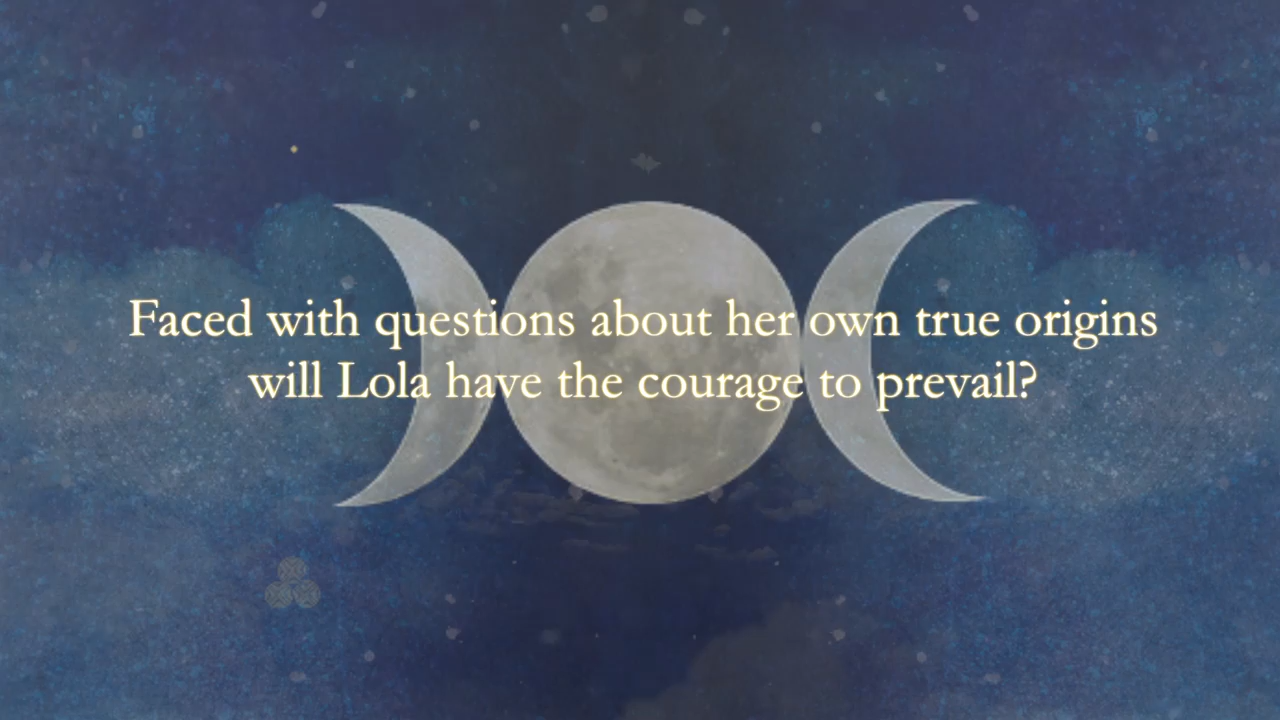 Faced with questions about her own true origins
will Lola have the courage to prevail?